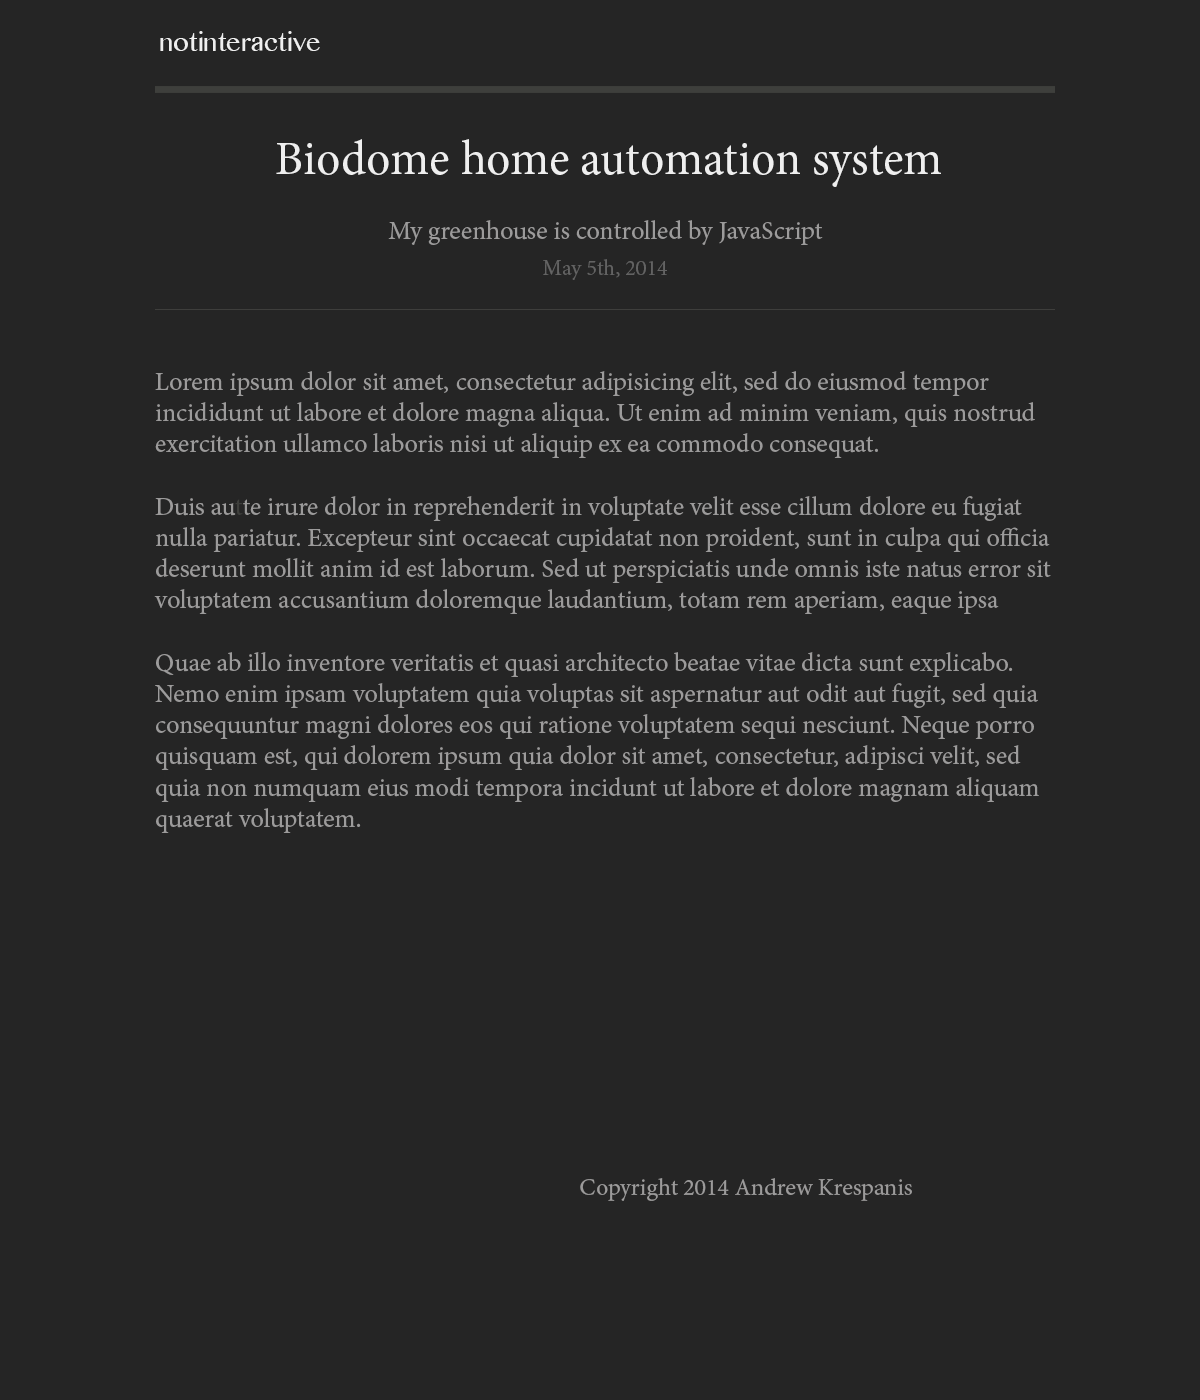 notinteractive
Biodome home automation system
My greenhouse is controlled by JavaScript
May 5th, 2014
Lorem ipsum dolor sit amet, consectetur adipisicing elit, sed do eiusmod tempor
incididunt ut labore et dolore magna aliqua. Ut enim ad minim veniam, quis nostrud
exercitation ullamco laboris nisi ut aliquip ex ea commodo consequat.
Duis autte irure dolor in reprehenderit in voluptate velit esse cillum dolore eu fugiat
nulla pariatur. Excepteur sint occaecat cupidatat non proident, sunt in culpa qui officia
deserunt mollit anim id est laborum. Sed ut perspiciatis unde omnis iste natus error sit
voluptatem accusantium doloremque laudantium, totam rem aperiam, eaque ipsa
Quae ab illo inventore veritatis et quasi architecto beatae vitae dicta sunt explicabo.
Nemo enim ipsam voluptatem quia voluptas sit aspernatur aut odit aut fugit, sed quia
consequuntur magni dolores eos qui ratione voluptatem sequi nesciunt. Neque porro
quisquam est, qui dolorem ipsum quia dolor sit amet, consectetur, adipisci velit, sed
quia non numquam eius modi tempora incidunt ut labore et dolore magnam aliquam
quaerat voluptatem.
Copyright 2014 Andrew Krespanis